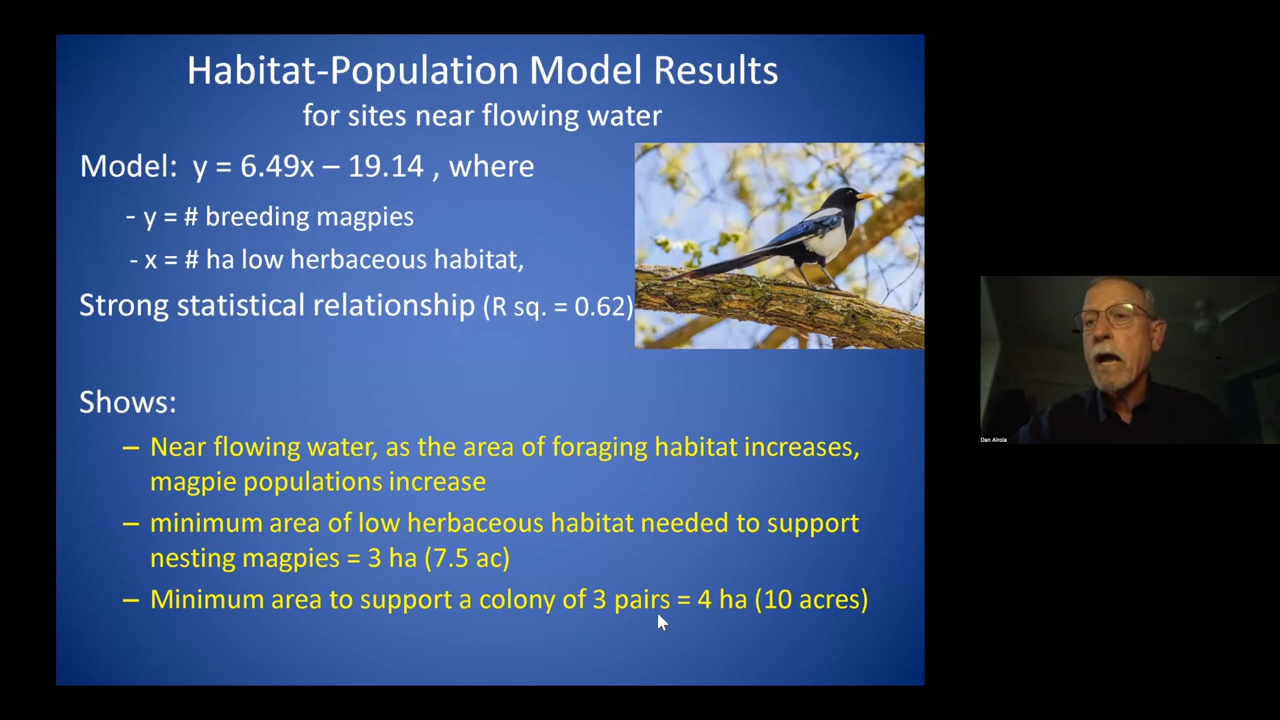 Habitat-Population Model Results
for sites near flowing water
Model: y = 6.49x – 19.14 , where
- y = # breeding magpies
- x = # ha low herbaceous habitat,
Strong statistical relationship (R sq. = 0.62)
Shows:
– Near flowing water, as the area of foraging habitat increases,
magpie populations increase
– minimum area of low herbaceous habitat needed to support
nesting magpies = 3 ha (7.5 ac)
– Minimum area to support a colony of 3 pairs = 4 ha (10 acres)
Dan Airola